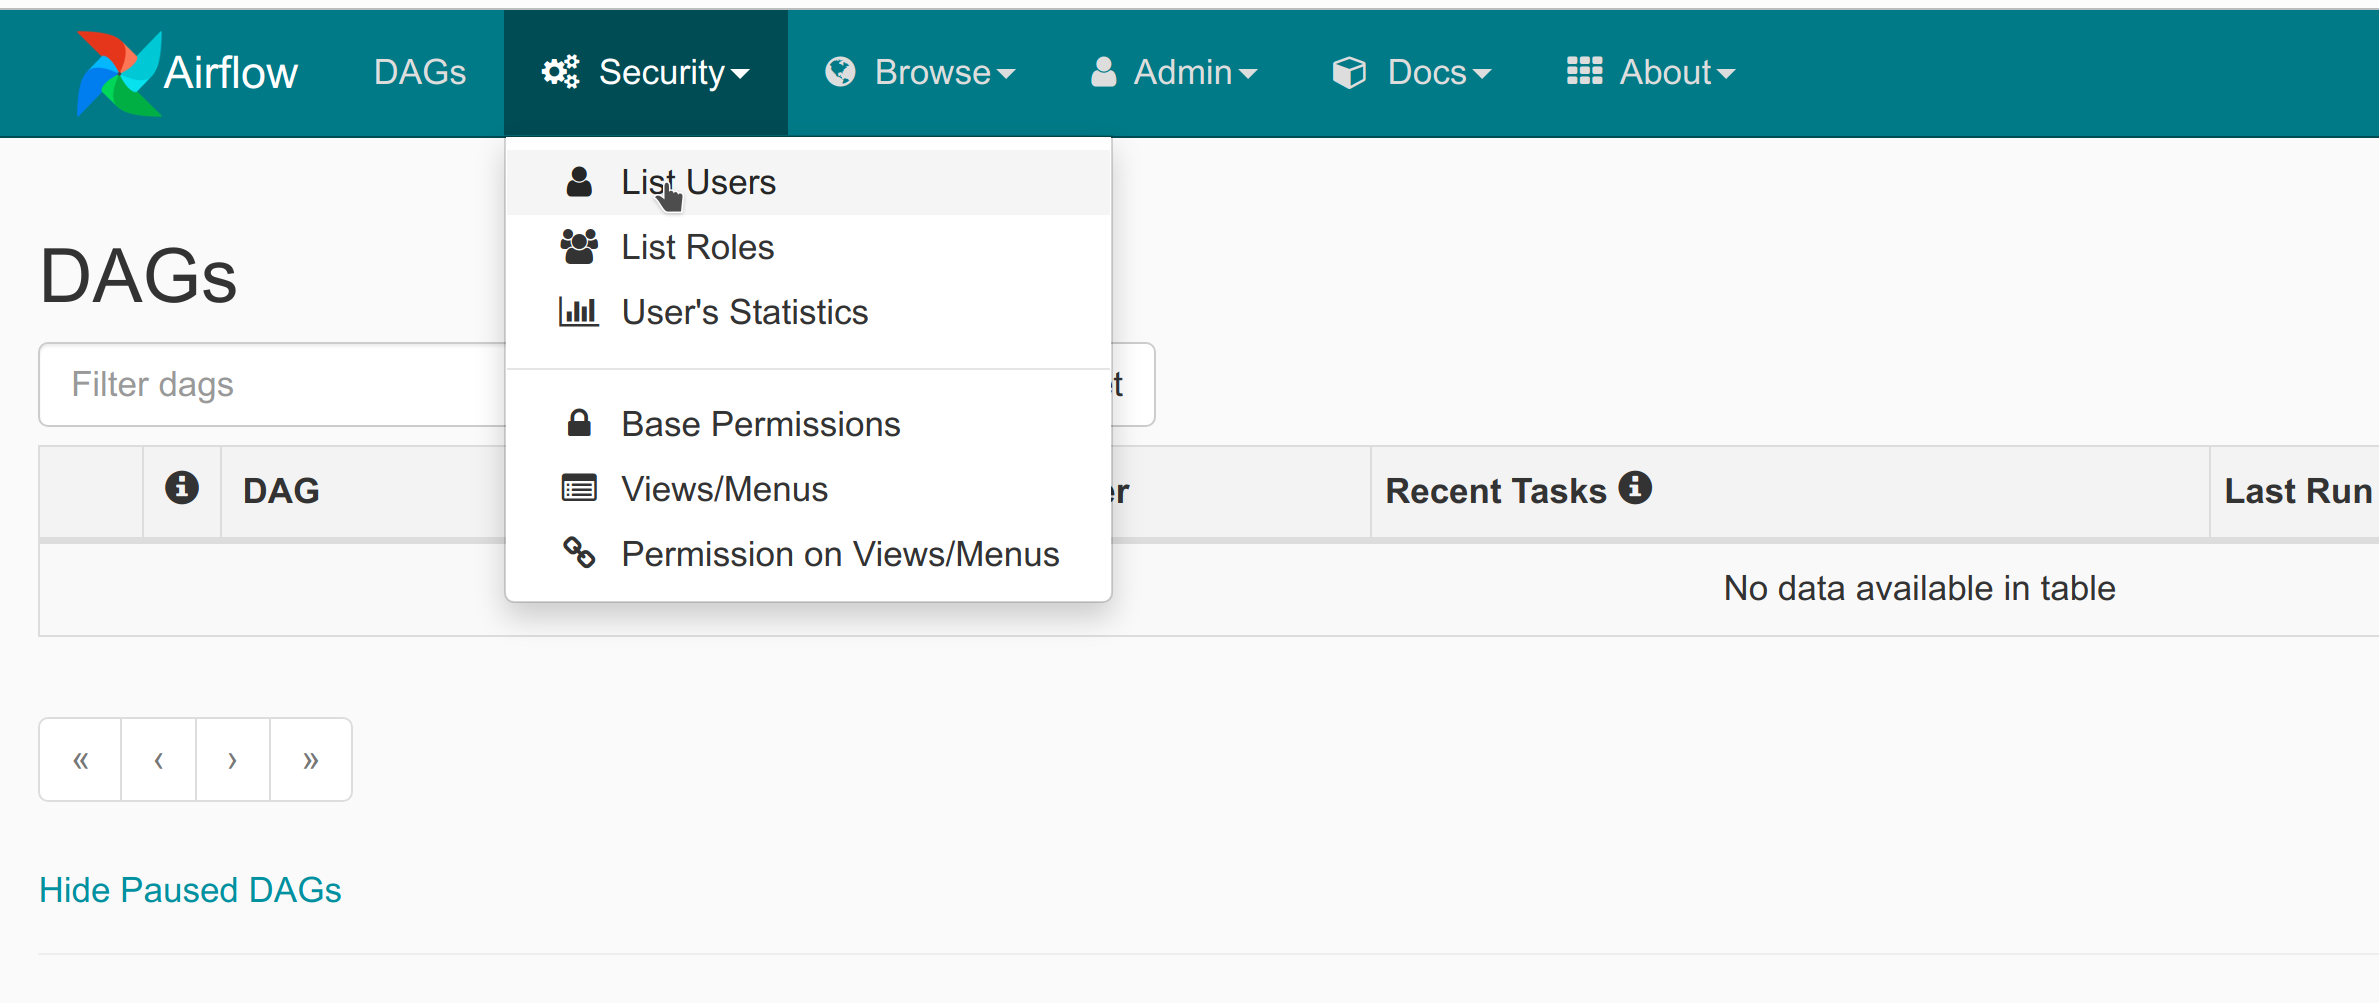 Airflow DAGs Security Browse Admin Docs About
List Users
List Roles
User's Statistics
Base Permissions
Views/Menus
Permission on Views/Menus
DAGs
Filter dags
DAG Recent Tasks Last Run
No data available in table
« ‹ › »
Hide Paused DAGs